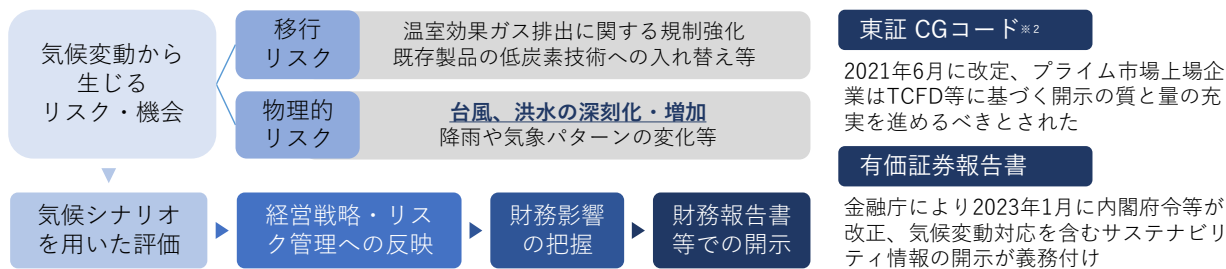 気候変動から
生じる
リスク・機会
移行
リスク
温室効果ガス排出に関する規制強化
既存製品の低炭素技術への入れ替え等
物理的
リスク
台風、洪水の深刻化・増加
降雨や気象パターンの変化等
気候シナリオ
を用いた評価
経営戦略・リス
ク管理への反映
財務影響
の把握
財務報告書
等での開示
東証 CGコード※2
2021年6月に改定、プライム市場上場企
業はTCFD等に基づく開示の質と量の充
実を進めるべきとされた
有価証券報告書
金融庁により2023年1月に内閣府令等が
改正、気候変動対応を含むサステナビリ
ティ情報の開示が義務付け